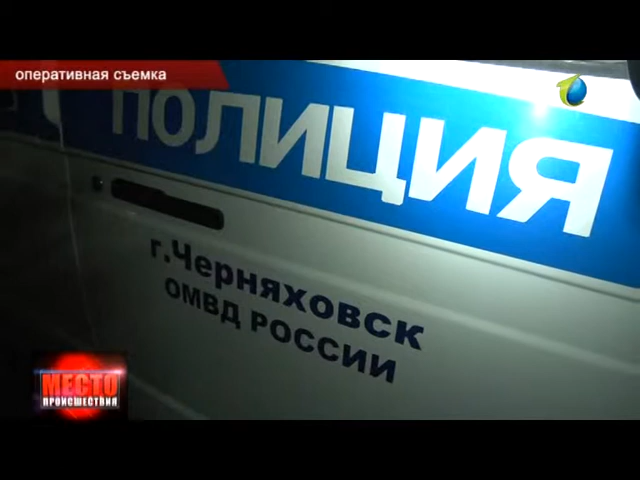 оперативная съемка
ПОЛИЦИЯ
г.Черняховск
ОМВД РОССИИ
МЕСТО
ПРОИСШЕСТВИЯ